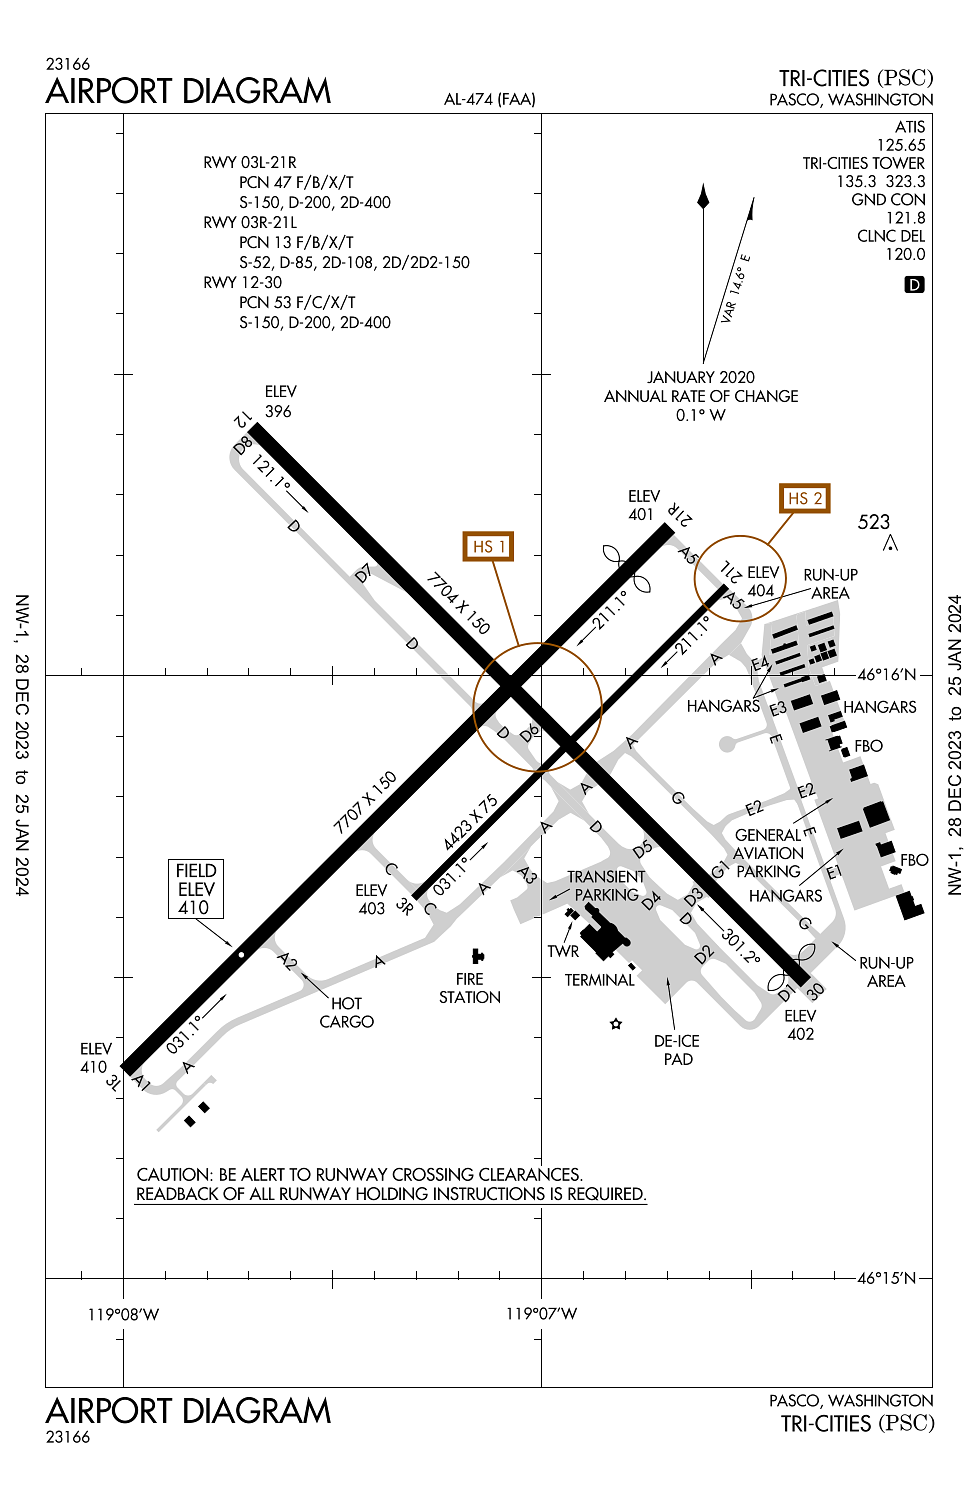 23166
AIRPORT DIAGRAM
AL-474 (FAA)
TRI-CITIES (PSC)
PASCO, WASHINGTON
ATIS
125.65
TRI-CITIES TOWER
135.3 323.3
GND CON
121.8
CLNC DEL
120.0
D
RWY 03L-21R
PCN 47 F/B/X/T
S-150, D-200, 2D-400
RWY 03R-21L
PCN 13 F/B/X/T
S-52, D-85, 2D-108, 2D/2D2-150
RWY 12-30
PCN 53 F/C/X/T
S-150, D-200, 2D-400
VAR 14.6° E
JANUARY 2020
ANNUAL RATE OF CHANGE
0.1° W
ELEV
396
12
D8
121.1°
D
D7
7704 X 150
D
HS 1
ELEV
401
21R
A5
HS 2
523
21L
ELEV
404
A5
RUN-UP
AREA
211.1°
211.1°
A
E4
46°16'N
HANGARS
E3
HANGARS
E
FBO
D
D6
A
A
G
E2
E2
E
GENERAL
AVIATION
PARKING
HANGARS
E1
FBO
7707 X 150
4423 X 75
A
D
D5
G1
C
031.1°
ELEV
403
3R
C
A
A3
TRANSIENT
PARKING
D4
D3
D
D2
301.2°
G
FIELD
ELEV
410
A2
A
HOT
CARGO
FIRE
STATION
TWR
TERMINAL
DE-ICE
PAD
D1
30
ELEV
402
RUN-UP
AREA
031.1°
ELEV
410
3L
A1
A
CAUTION: BE ALERT TO RUNWAY CROSSING CLEARANCES.
READBACK OF ALL RUNWAY HOLDING INSTRUCTIONS IS REQUIRED.
46°15'N
119°08'W
119°07'W
NW-1, 28 DEC 2023 to 25 JAN 2024
NW-1, 28 DEC 2023 to 25 JAN 2024
AIRPORT DIAGRAM
23166
PASCO, WASHINGTON
TRI-CITIES (PSC)